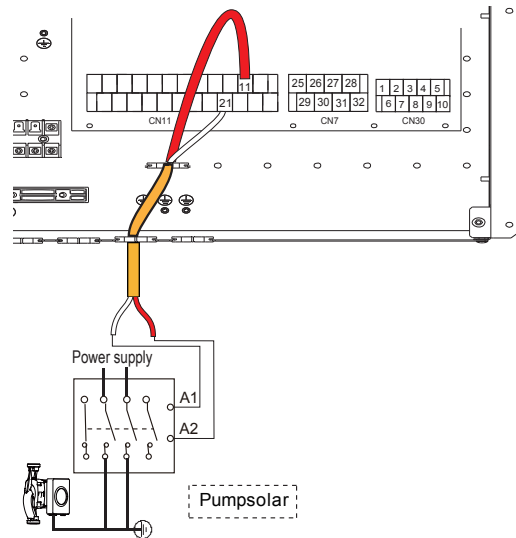 11
25 26 27 28
1 2 3 4 5
21
29 30 31 32
6 7 8 9 10
CN11
CN7
CN30
Power supply
A1
A2
Pumpsolar